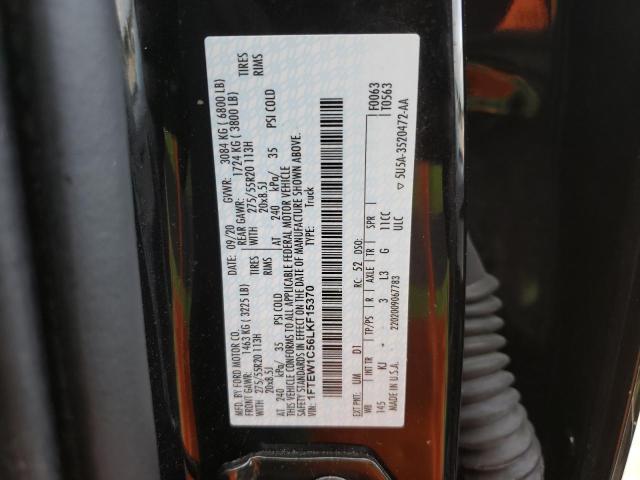 MFD. BY FORD MOTOR CO.
DATE: 09/20 GVWR: 3084 KG (6800 LB)
FRONT GAWR: 1463 KG (3225 LB) REAR GAWR: 1724 KG (3800 LB)
WITH 275/55R20 113H TIRES WITH 275/55R20 113H TIRES
20x8.5J RIMS 20x8.5J RIMS
AT 240 kPa/ 35 PSI COLD AT 240 kPa/ 35 PSI COLD
THIS VEHICLE CONFORMS TO ALL APPLICABLE FEDERAL MOTOR VEHICLE
SAFETY STANDARDS IN EFFECT ON THE DATE OF MANUFACTURE SHOWN ABOVE.
VIN: 1FTEW1C56LKF15370
TYPE: Truck
F0063
T0563
EXT PNT: UM D1 RC: 52 DSO:
WB INT TR TP/PS R AXLE TR SPR
145 KJ - 3 L3 G 11CC
ULC
MADE IN U.S.A. 2202009067783
▽ 5U5A-3520472-AA